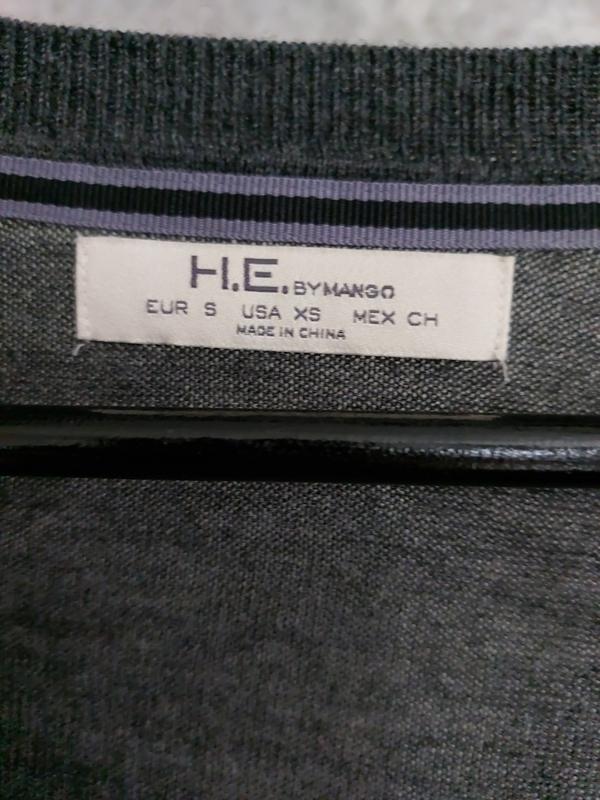 H.E. BY MANGO
EUR S USA XS MEX CH
MADE IN CHINA